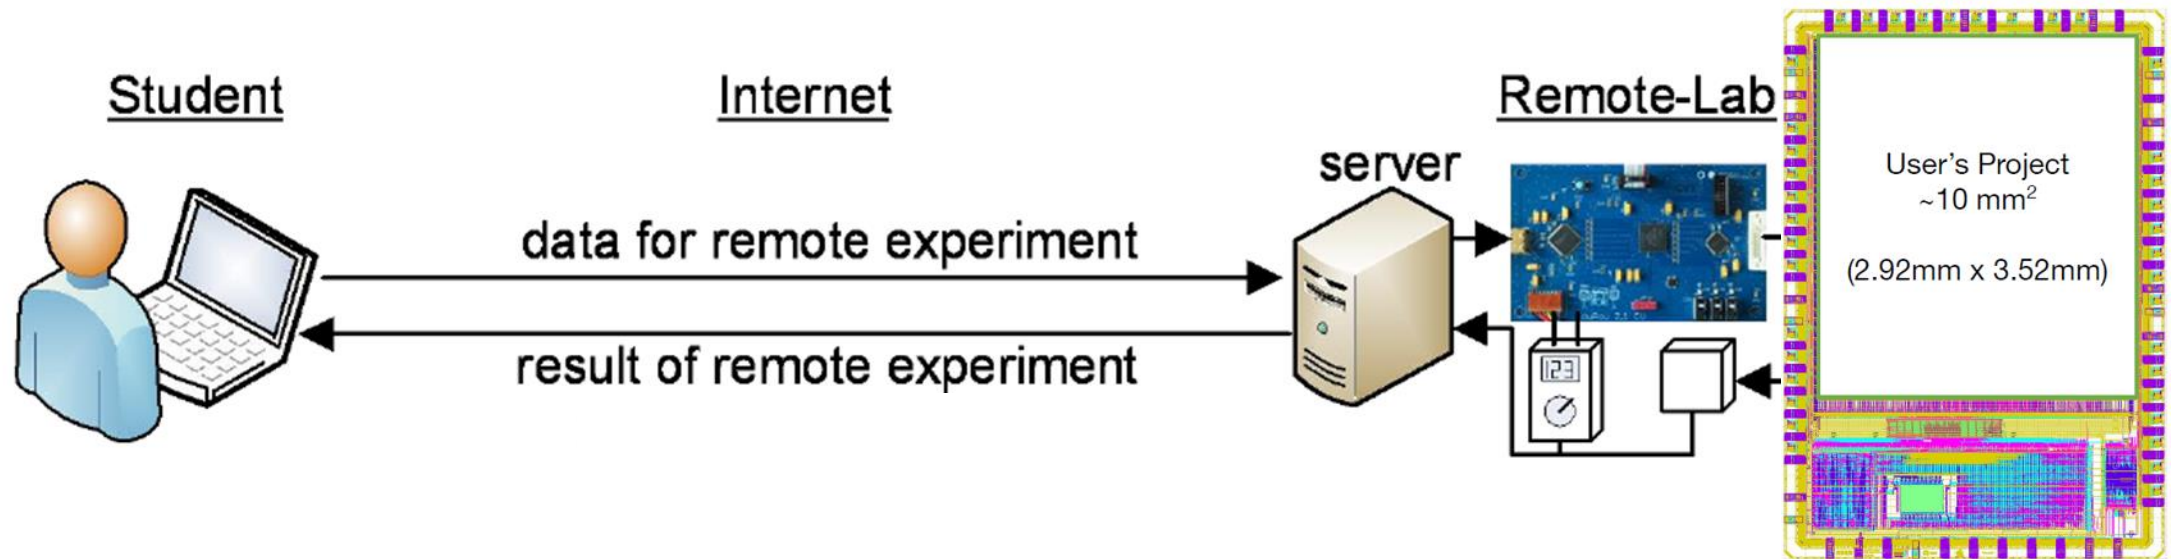 Student
Internet
Remote-Lab
server
data for remote experiment
result of remote experiment
123
User's Project
~10 mm²
(2.92mm x 3.52mm)